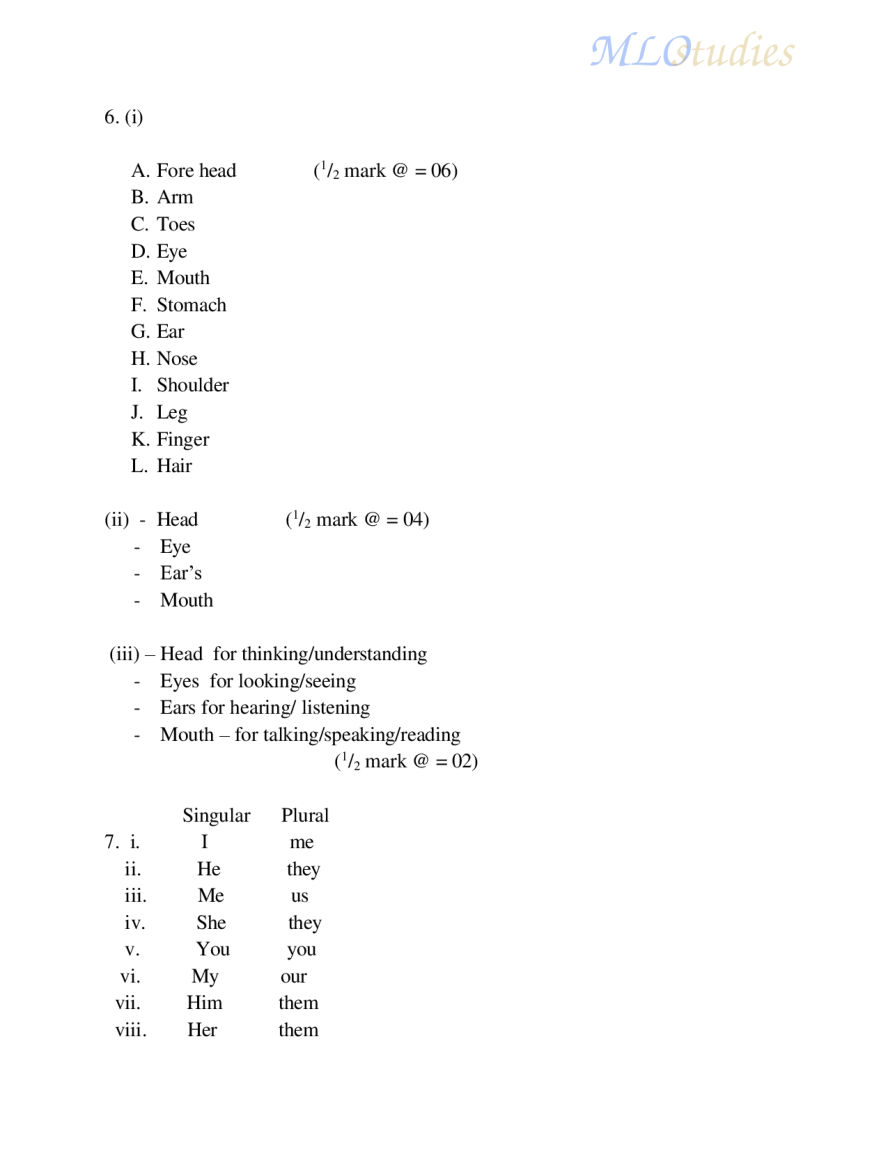 MLOstudies
6. (i)
A. Fore head (1/2 mark @ = 06)
B. Arm
C. Toes
D. Eye
E. Mouth
F. Stomach
G. Ear
H. Nose
I. Shoulder
J. Leg
K. Finger
L. Hair
(ii) - Head (1/2 mark @ = 04)
- Eye
- Ear’s
- Mouth
(iii) – Head for thinking/understanding
- Eyes for looking/seeing
- Ears for hearing/ listening
- Mouth – for talking/speaking/reading
(1/2 mark @ = 02)
Singular Plural
7. i. I me
ii. He they
iii. Me us
iv. She they
v. You you
vi. My our
vii. Him them
viii. Her them